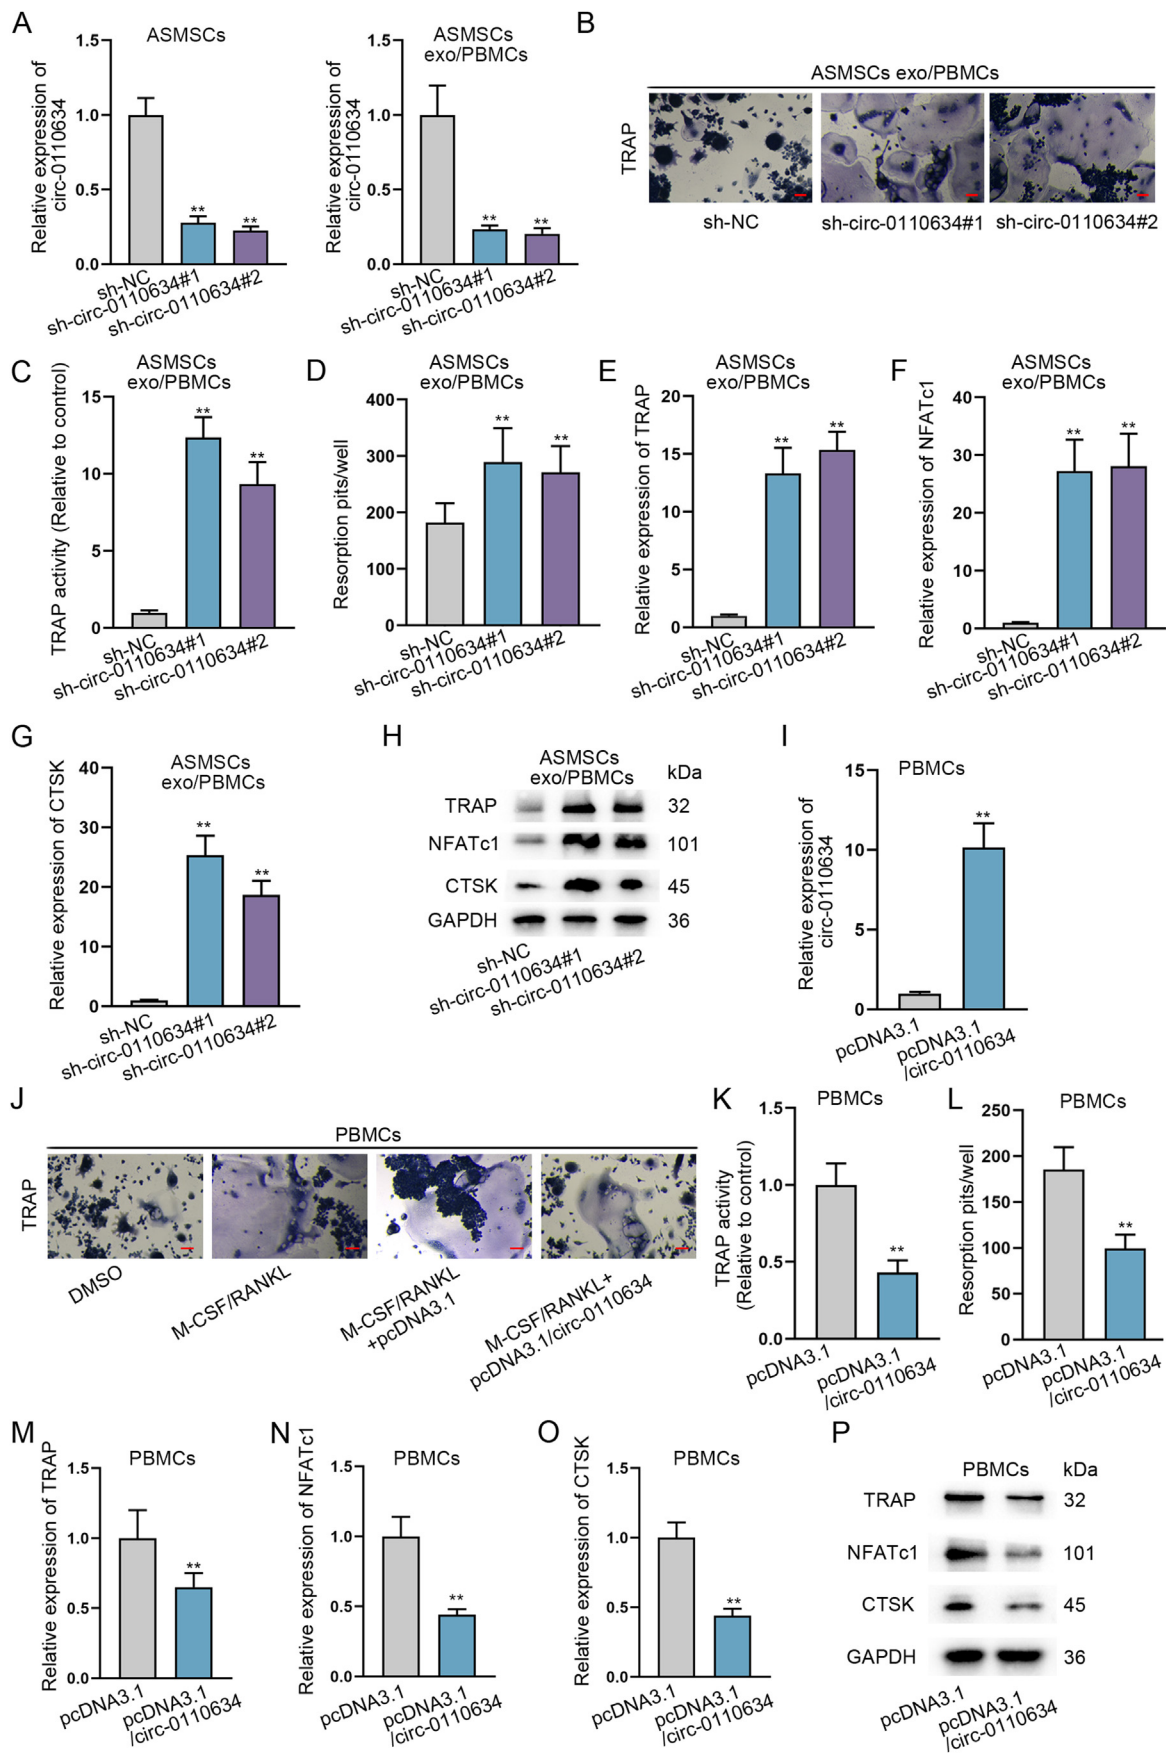 A
ASMSCs
Relative expression of
circ-0110634
1.5
1.0
0.5
0.0
**
**
sh-NC
sh-circ-0110634#1
sh-circ-0110634#2
ASMSCs
exo/PBMCs
Relative expression of
circ-0110634
1.5
1.0
0.5
0.0
**
**
sh-NC
sh-circ-0110634#1
sh-circ-0110634#2
B
ASMSCs exo/PBMCs
TRAP
sh-NC
sh-circ-0110634#1
sh-circ-0110634#2
C
ASMSCs
exo/PBMCs
TRAP activity (Relative to control)
15
10
5
0
**
**
sh-NC
sh-circ-0110634#1
sh-circ-0110634#2
D
ASMSCs
exo/PBMCs
Resorption pits/well
400
300
200
100
0
**
**
sh-NC
sh-circ-0110634#1
sh-circ-0110634#2
E
ASMSCs
exo/PBMCs
Relative expression of TRAP
20
15
10
5
0
**
**
sh-NC
sh-circ-0110634#1
sh-circ-0110634#2
F
ASMSCs
exo/PBMCs
Relative expression of NFATc1
40
30
20
10
0
**
**
sh-NC
sh-circ-0110634#1
sh-circ-0110634#2
G
ASMSCs
exo/PBMCs
Relative expression of CTSK
40
30
20
10
0
**
**
sh-NC
sh-circ-0110634#1
sh-circ-0110634#2
H
ASMSCs
exo/PBMCs
kDa
TRAP 32
NFATc1 101
CTSK 45
GAPDH 36
sh-NC
sh-circ-0110634#1
sh-circ-0110634#2
I
PBMCs
Relative expression of
circ-0110634
15
10
5
0
**
pcDNA3.1
pcDNA3.1
/circ-0110634
J
PBMCs
TRAP
DMSO
M-CSF/RANKL
M-CSF/RANKL
+pcDNA3.1
M-CSF/RANKL+
pcDNA3.1/circ-0110634
K
PBMCs
TRAP activity
(Relative to control)
1.5
1.0
0.5
0.0
**
pcDNA3.1
pcDNA3.1
/circ-0110634
L
PBMCs
Resorption pits/well
250
200
150
100
50
0
**
pcDNA3.1
pcDNA3.1
/circ-0110634
M
PBMCs
Relative expression of TRAP
1.5
1.0
0.5
0.0
**
pcDNA3.1
pcDNA3.1
/circ-0110634
N
PBMCs
Relative expression of NFATc1
1.5
1.0
0.5
0.0
**
pcDNA3.1
pcDNA3.1
/circ-0110634
O
PBMCs
Relative expression of CTSK
1.5
1.0
0.5
0.0
**
pcDNA3.1
pcDNA3.1
/circ-0110634
P
PBMCs
kDa
TRAP 32
NFATc1 101
CTSK 45
GAPDH 36
pcDNA3.1
pcDNA3.1
/circ-0110634